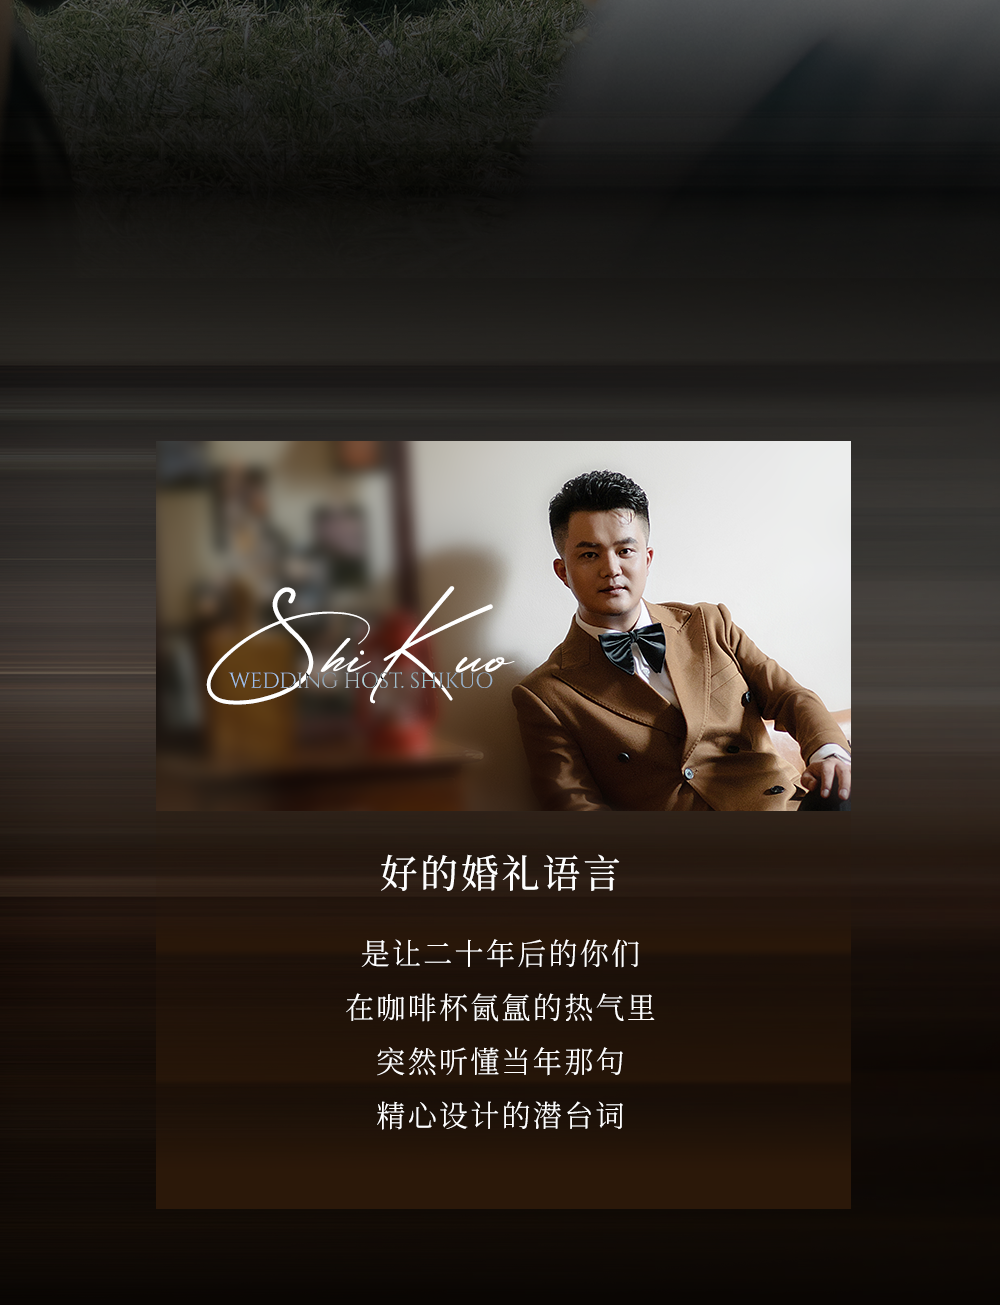 Shi Kuo
WEDDING HOST. SHIKUO
好的婚礼语言
是让二十年后的你们
在咖啡杯氤氲的热气里
突然听懂当年那句
精心设计的潜台词